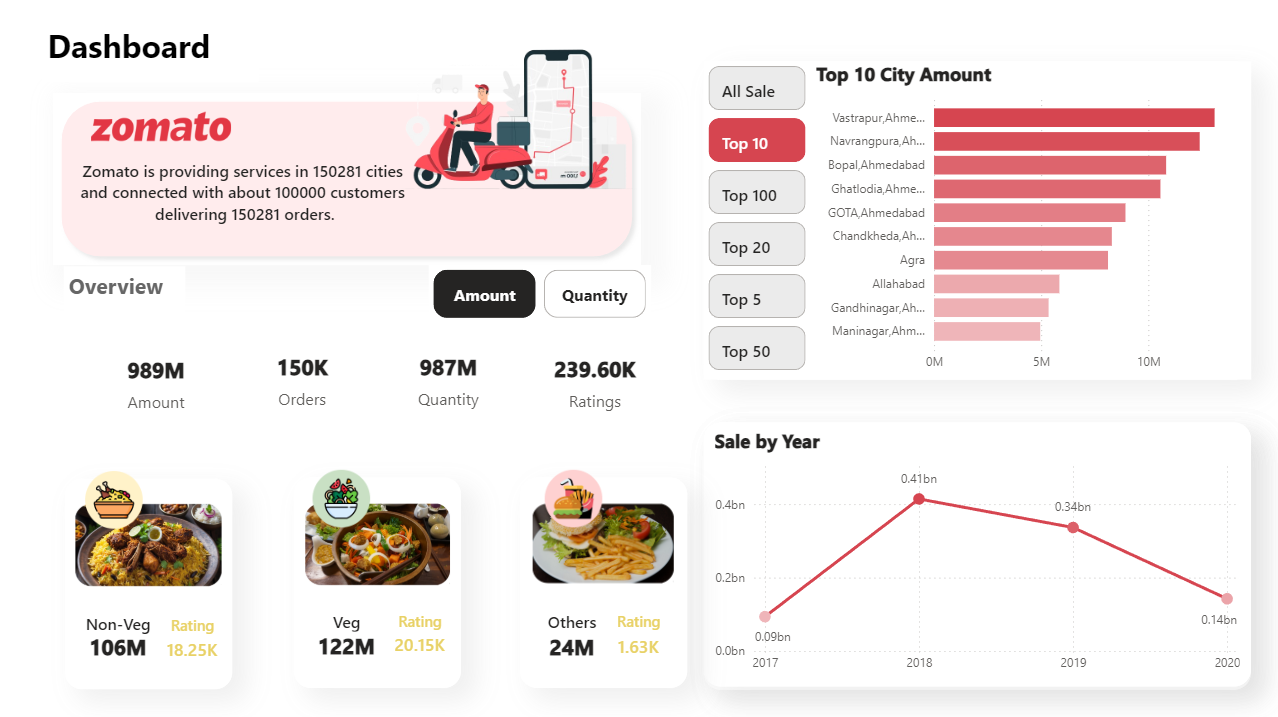 Dashboard
zomato
Zomato is providing services in 150281 cities
and connected with about 100000 customers
delivering 150281 orders.
Overview
Amount
Quantity
989M
Amount
150K
Orders
987M
Quantity
239.60K
Ratings
Non-Veg
106M
Rating
18.25K
Veg
122M
Rating
20.15K
Others
24M
Rating
1.63K
All Sale
Top 10
Top 100
Top 20
Top 5
Top 50
Top 10 City Amount
Vastrapur,Ahme...
Navrangpura,Ah...
Bopal,Ahmedabad
Ghatlodia,Ahme...
GOTA,Ahmedabad
Chandkheda,Ah...
Agra
Allahabad
Gandhinagar,Ah...
Maninagar,Ahm...
0M 5M 10M
Sale by Year
0.4bn
0.2bn
0.0bn
0.09bn
0.41bn
0.34bn
0.14bn
2017 2018 2019 2020